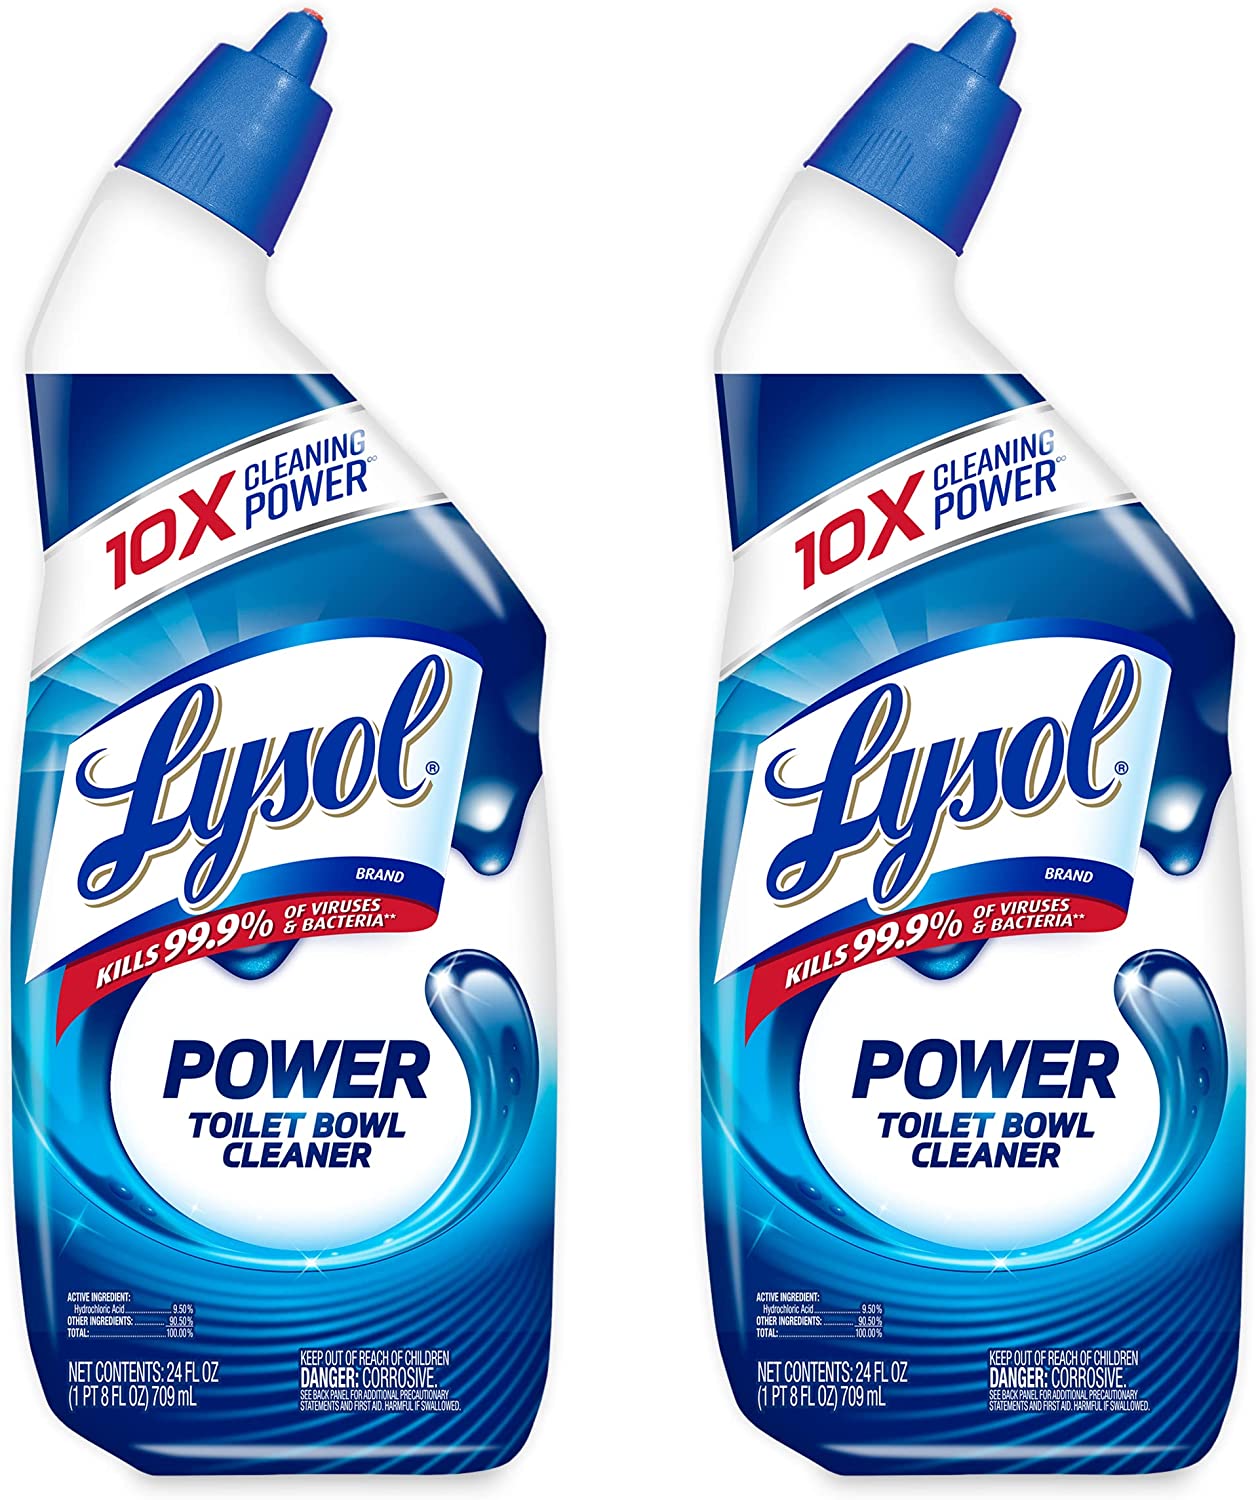 10X CLEANING
POWER∞
Lysol®
BRAND
KILLS 99.9% OF VIRUSES
& BACTERIA**
POWER
TOILET BOWL
CLEANER
ACTIVE INGREDIENT:
Hydrochloric Acid.................... 9.50%
OTHER INGREDIENTS:............ 90.50%
TOTAL:.................................... 100.00%
NET CONTENTS: 24 FL OZ
(1 PT 8 FL OZ) 709 mL
KEEP OUT OF REACH OF CHILDREN
DANGER: CORROSIVE.
SEE BACK PANEL FOR ADDITIONAL PRECAUTIONARY
STATEMENTS AND FIRST AID. HARMFUL IF SWALLOWED.
10X CLEANING
POWER∞
Lysol®
BRAND
KILLS 99.9% OF VIRUSES
& BACTERIA**
POWER
TOILET BOWL
CLEANER
ACTIVE INGREDIENT:
Hydrochloric Acid.................... 9.50%
OTHER INGREDIENTS:............ 90.50%
TOTAL:.................................... 100.00%
NET CONTENTS: 24 FL OZ
(1 PT 8 FL OZ) 709 mL
KEEP OUT OF REACH OF CHILDREN
DANGER: CORROSIVE.
SEE BACK PANEL FOR ADDITIONAL PRECAUTIONARY
STATEMENTS AND FIRST AID. HARMFUL IF SWALLOWED.